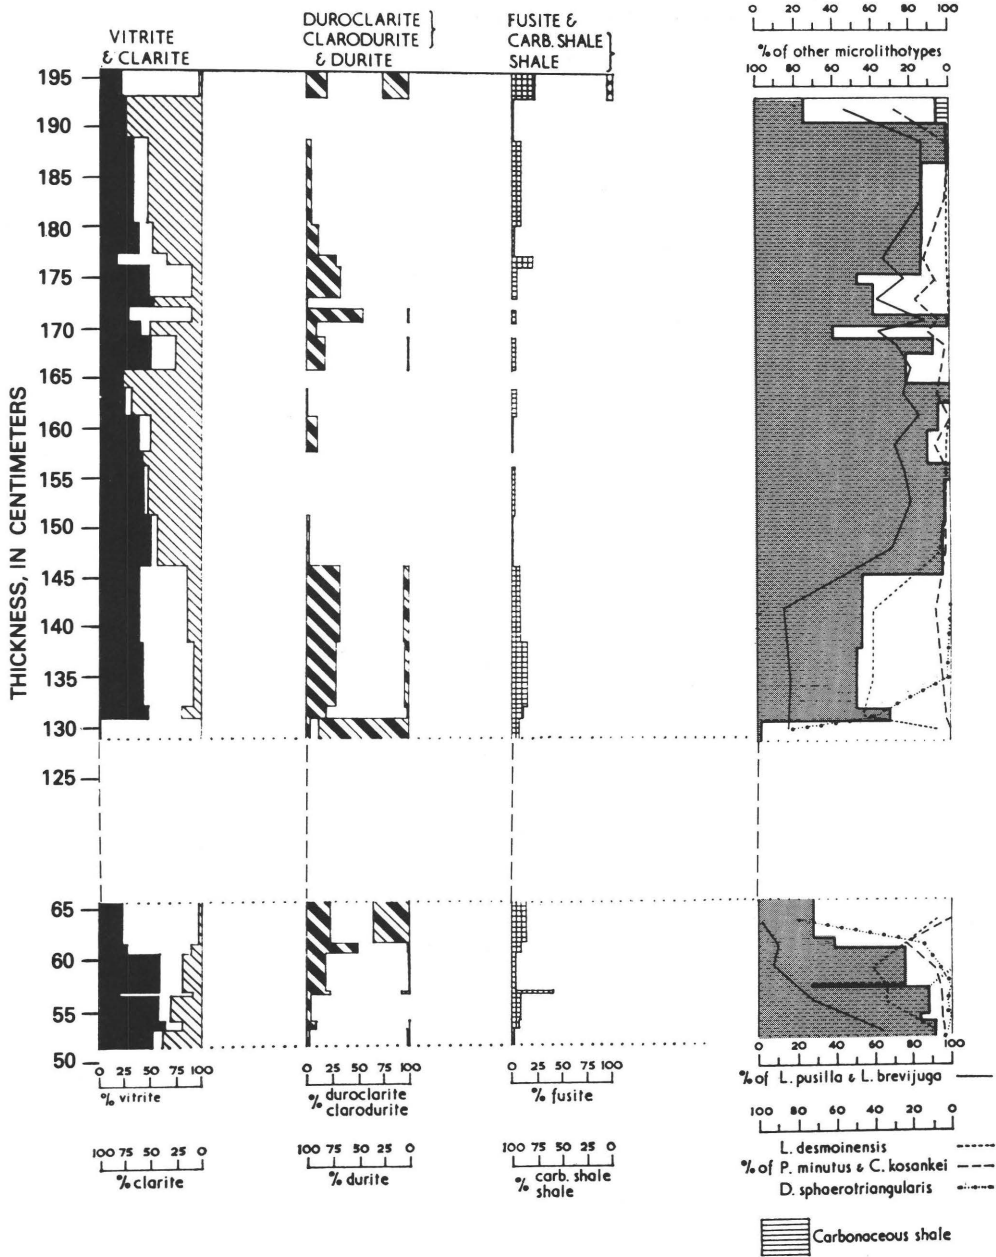 VITRITE
& CLARITE
DUROCLARITE
CLARODURITE }
& DURITE
FUSITE &
CARB. SHALE }
SHALE
0 20 40 60 80 100
% of other microlithotypes
100 80 60 40 20 0
THICKNESS, IN CENTIMETERS
195
190
185
180
175
170
165
160
155
150
145
140
135
130
125
65
60
55
50
0 25 50 75 100
% vitrite
100 75 50 25 0
% clarite
0 25 50 75 100
% duroclarite
clarodurite
100 75 50 25 0
% durite
0 25 50 75 100
% fusite
100 75 50 25 0
% carb. shale
shale
0 20 40 60 80 100
% of L. pusilla & L. brevijuga
100 80 60 40 20 0
L. desmoinensis
% of P. minutus & C. kosankei
D. sphaerotriangularis
Carbonaceous shale